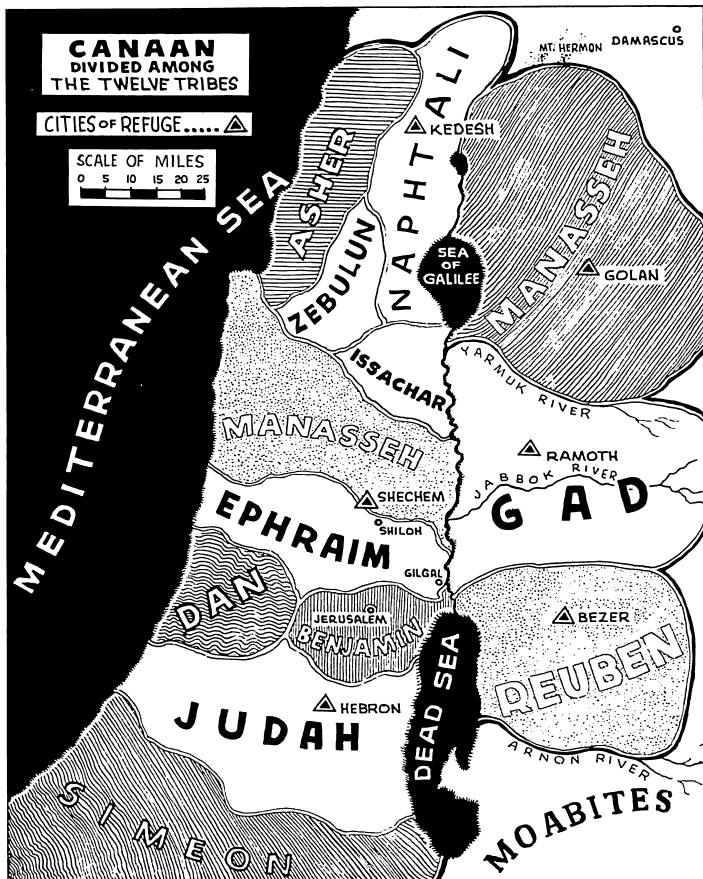 CANAAN
DIVIDED AMONG
THE TWELVE TRIBES
CITIES OF REFUGE.....
SCALE OF MILES
0 5 10 15 20 25
MT. HERMON
DAMASCUS
NAPHTALI
KEDESH
ASHER
MANASSEH
MEDITERRANEAN SEA
ZEBULUN
SEA
OF
GALILEE
GOLAN
ISSACHAR
YARMUK RIVER
MANASSEH
RAMOTH
JABBOK RIVER
GAD
SHECHEM
EPHRAIM
SHILOH
GILGAL
DAN
JERUSALEM
BENJAMIN
BEZER
REUBEN
DEAD SEA
HEBRON
JUDAH
ARNON RIVER
MOABITES
SIMEON